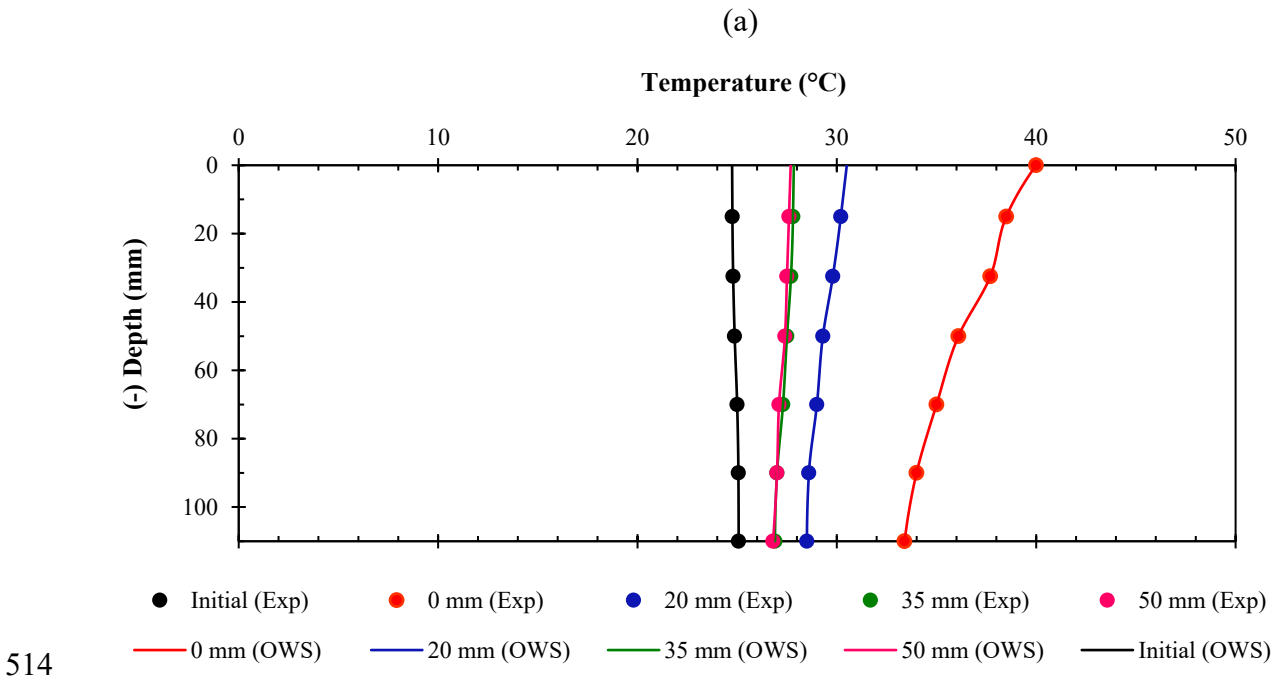 (a)
Temperature (°C)
0 10 20 30 40 50
0
20
40
60
80
100
(-) Depth (mm)
Initial (Exp) 0 mm (Exp) 20 mm (Exp) 35 mm (Exp) 50 mm (Exp)
0 mm (OWS) 20 mm (OWS) 35 mm (OWS) 50 mm (OWS) Initial (OWS)
514